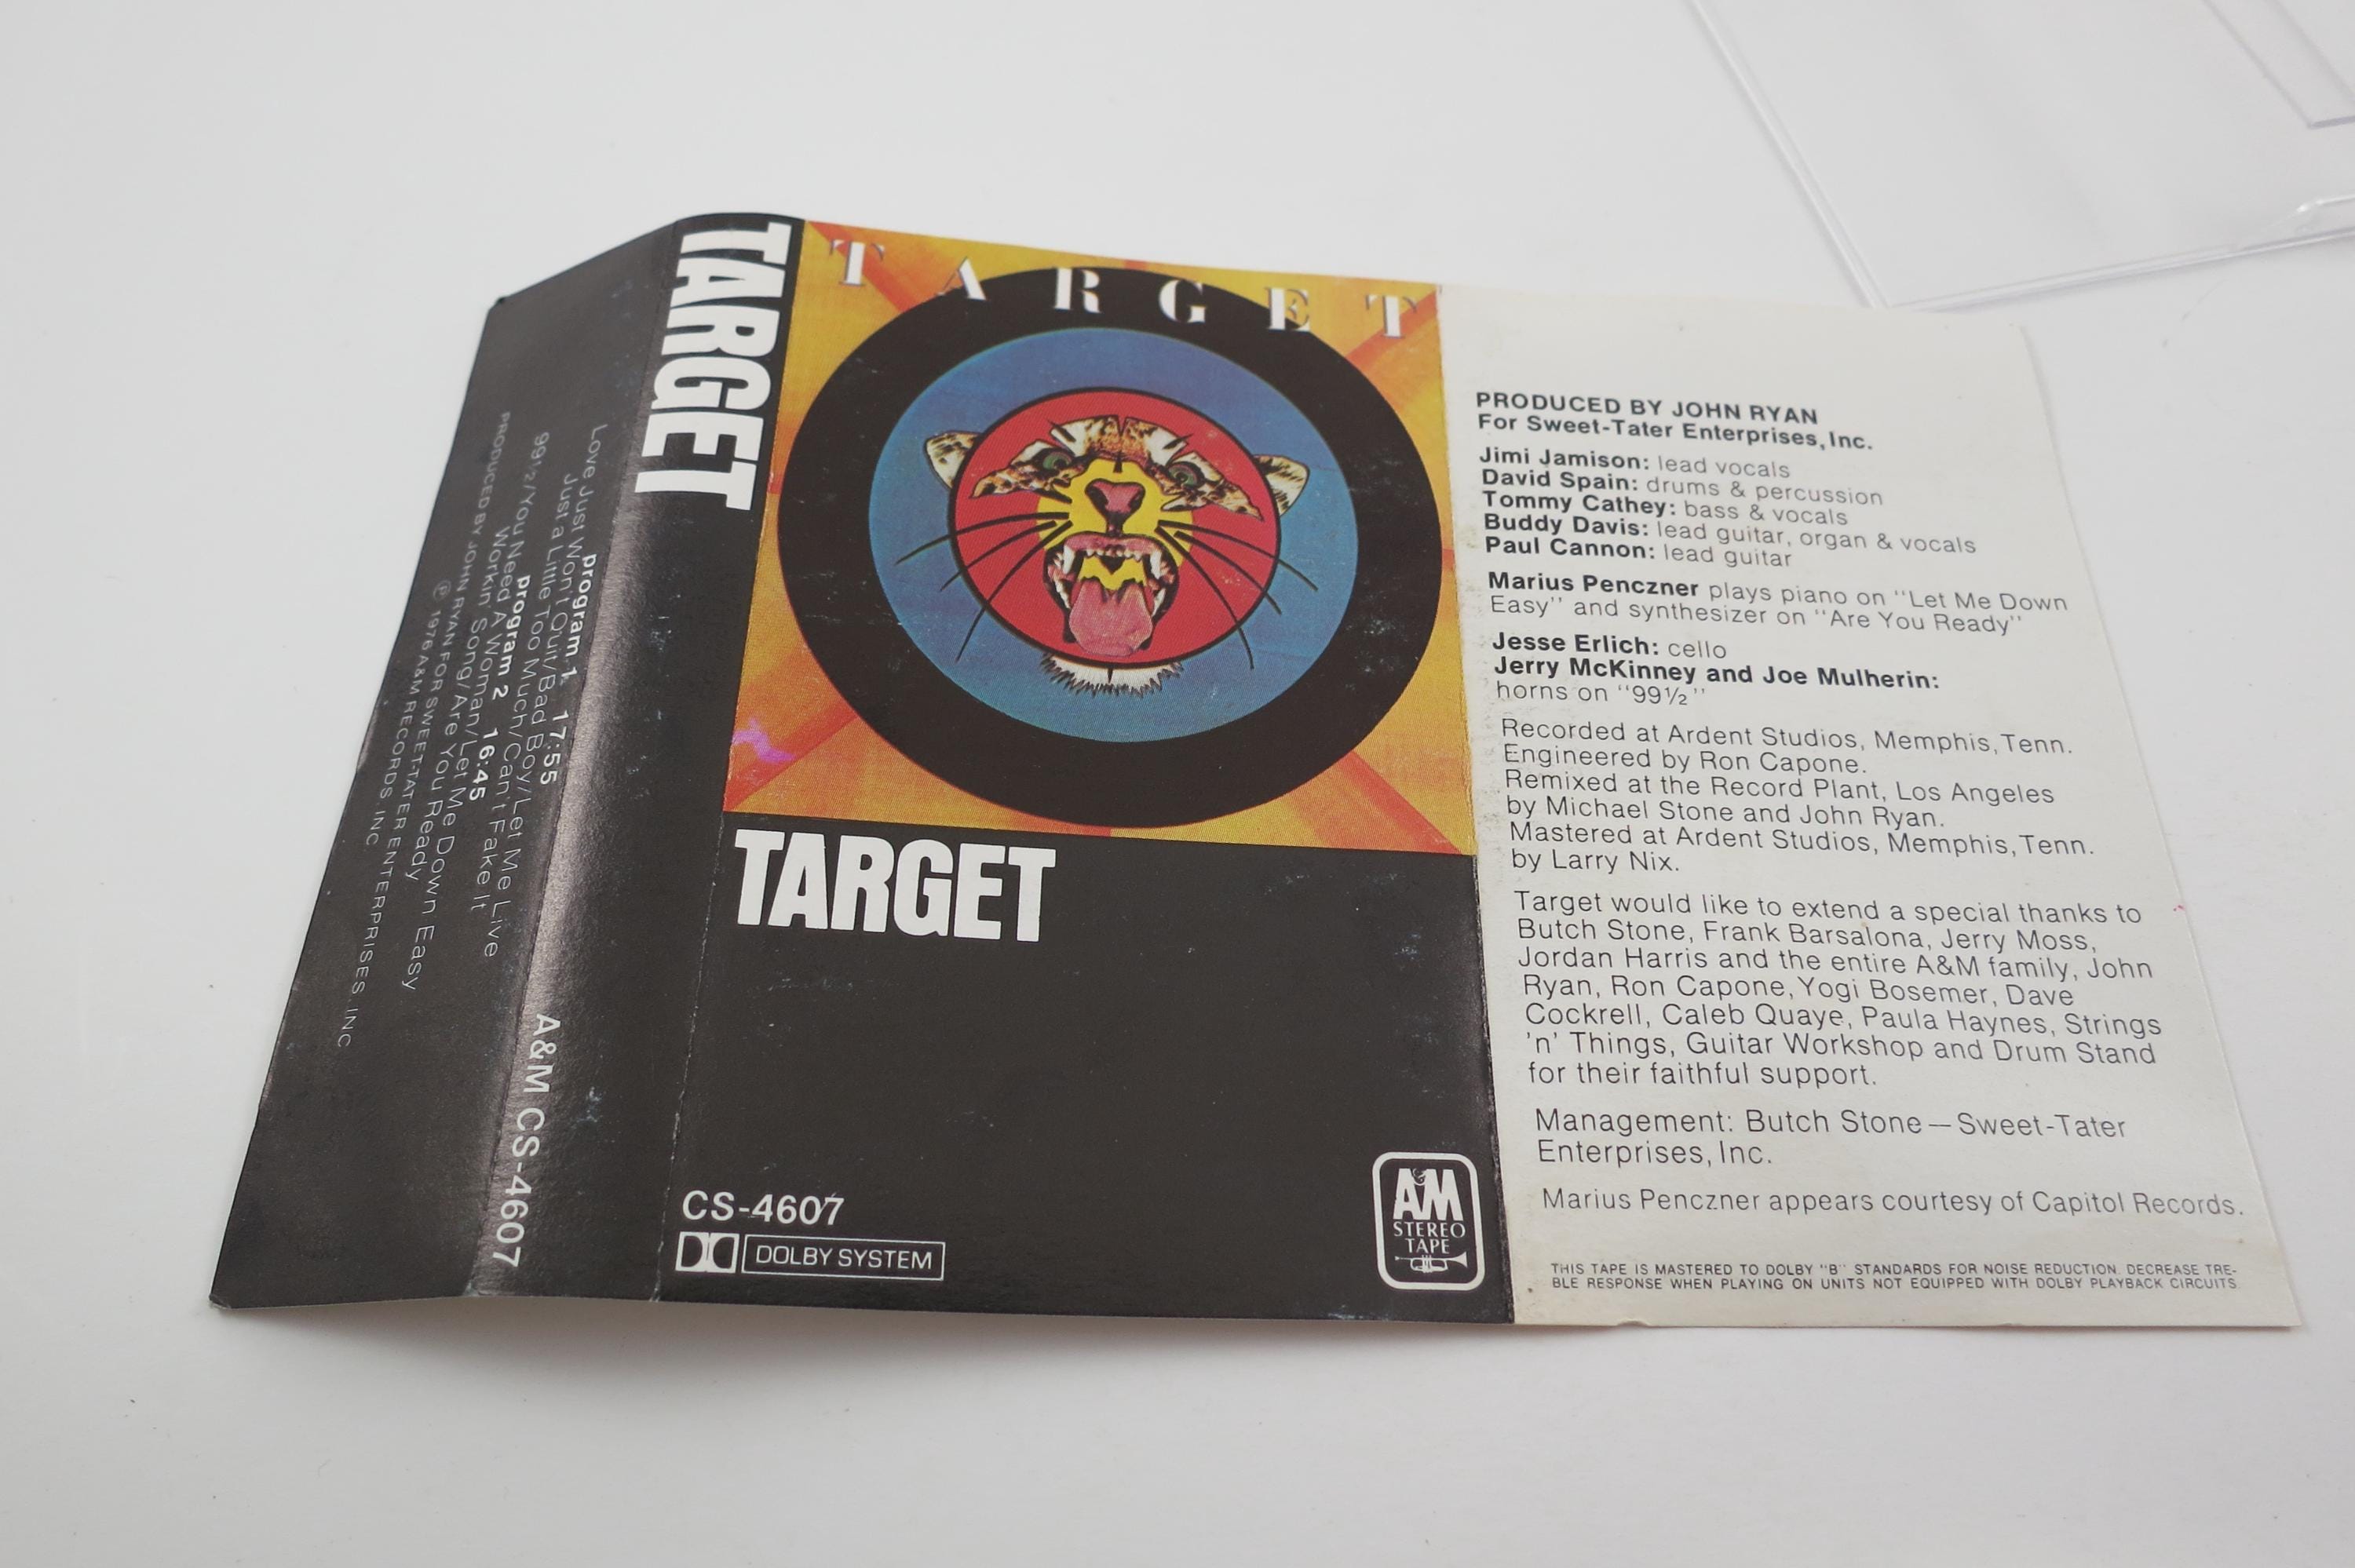 TARGET
A&M CS-4607
program 1   17:55
Love Just Won't Quit/Bad Boy/Let Me Live
Just a Little Too Much/Can't Fake It
program 2   16:45
99½/You Need A Woman/Let Me Down Easy
Workin' Song/Are You Ready
PRODUCED BY JOHN RYAN FOR SWEET-TATER ENTERPRISES, INC
℗ 1976 A&M RECORDS, INC
TARGET
TARGET
CS-4607
DOLBY SYSTEM
A&M
STEREO
TAPE
PRODUCED BY JOHN RYAN
For Sweet-Tater Enterprises, Inc.
Jimi Jamison: lead vocals
David Spain: drums & percussion
Tommy Cathey: bass & vocals
Buddy Davis: lead guitar, organ & vocals
Paul Cannon: lead guitar
Marius Penczner plays piano on "Let Me Down
Easy" and synthesizer on "Are You Ready"
Jesse Erlich: cello
Jerry McKinney and Joe Mulherin:
horns on "99½"
Recorded at Ardent Studios, Memphis, Tenn.
Engineered by Ron Capone.
Remixed at the Record Plant, Los Angeles
by Michael Stone and John Ryan.
Mastered at Ardent Studios, Memphis, Tenn.
by Larry Nix.
Target would like to extend a special thanks to
Butch Stone, Frank Barsalona, Jerry Moss,
Jordan Harris and the entire A&M family, John
Ryan, Ron Capone, Yogi Bosemer, Dave
Cockrell, Caleb Quaye, Paula Haynes, Strings
'n' Things, Guitar Workshop and Drum Stand
for their faithful support.
Management: Butch Stone—Sweet-Tater
Enterprises, Inc.
Marius Penczner appears courtesy of Capitol Records.
THIS TAPE IS MASTERED TO DOLBY "B" STANDARDS FOR NOISE REDUCTION. DECREASE TRE-
BLE RESPONSE WHEN PLAYING ON UNITS NOT EQUIPPED WITH DOLBY PLAYBACK CIRCUITS.